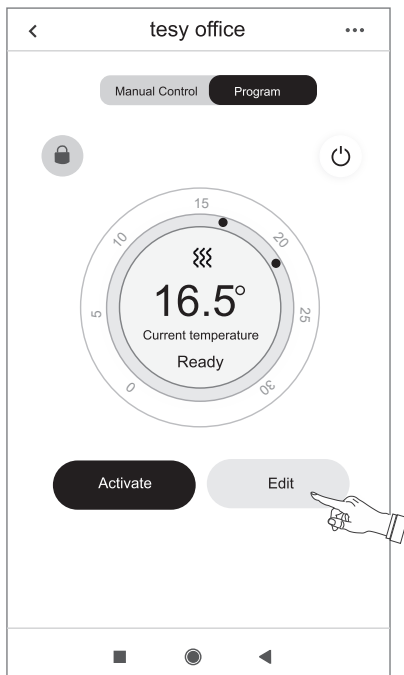 tesy office
Manual Control Program
15
10 20
5 25
0 30
16.5°
Current temperature
Ready
Activate Edit